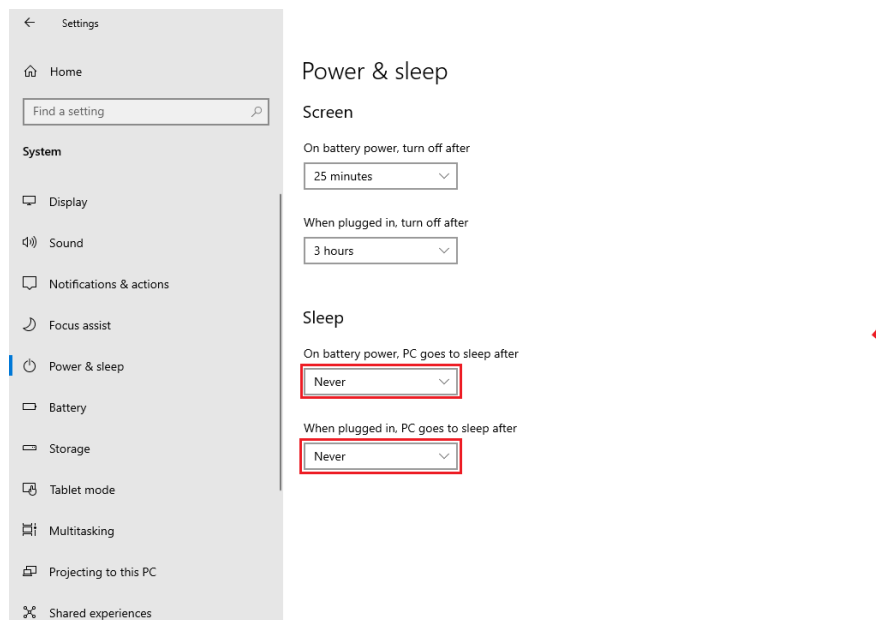 Settings
Home
Find a setting
System
Display
Sound
Notifications & actions
Focus assist
Power & sleep
Battery
Storage
Tablet mode
Multitasking
Projecting to this PC
Shared experiences
Power & sleep
Screen
On battery power, turn off after
25 minutes
When plugged in, turn off after
3 hours
Sleep
On battery power, PC goes to sleep after
Never
When plugged in, PC goes to sleep after
Never